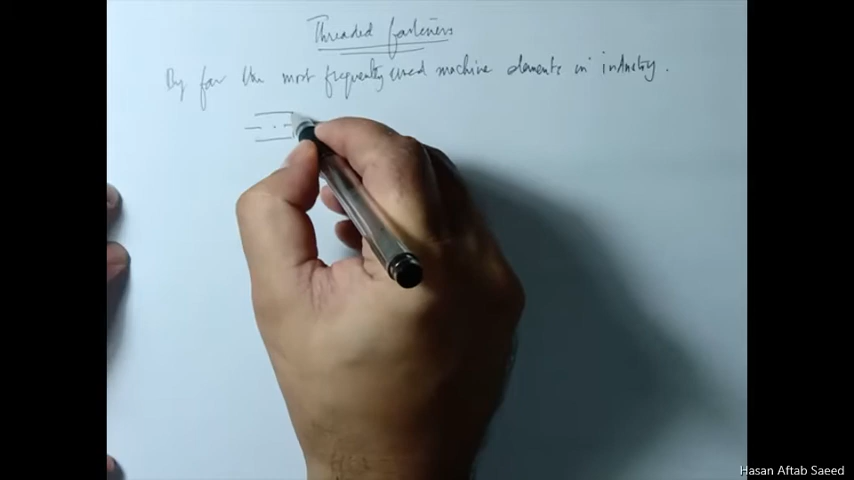 Threaded fasteners
By far the most frequently used machine elements in industry.
Hasan Aftab Saeed